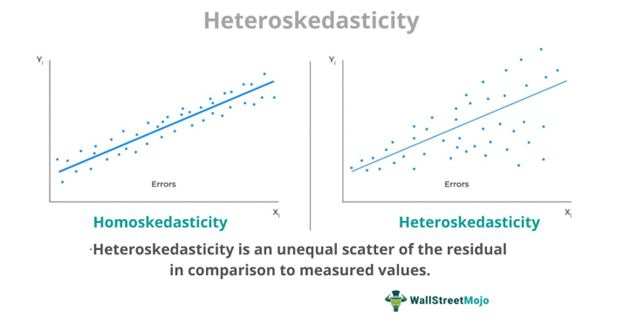 Heteroskedasticity
Yi
Errors
Xi
Homoskedasticity
Yi
Errors
Xi
Heteroskedasticity
·Heteroskedasticity is an unequal scatter of the residual
in comparison to measured values.
WallStreetMojo